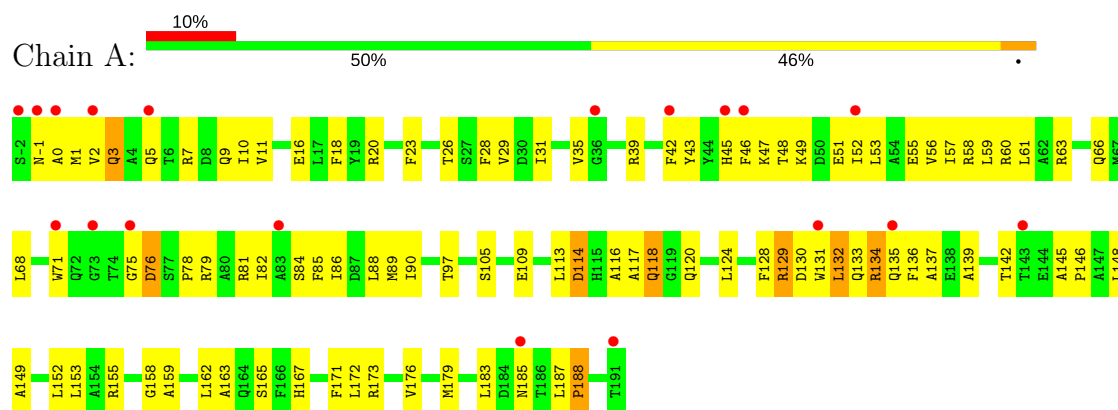 10%
Chain A:
50% 46% •
S-2 N-1 A0 M1 V2 Q3 A4 Q5 T6 R7 D8 Q9 I10 V11 E16 L17 F18 Y19 R20 F23 T26 S27 F28 V29 D30 I31 V35 G36 R39 F42 Y43 Y44 H45 F46 K47 T48 K49 D50 E51 I52 L53 A54 E55 V56 I57 R58 L59 R60 L61 A62 R63 Q66 M67
L68 W71 Q72 G73 T74 G75 D76 S77 P78 R79 A80 R81 I82 A83 S84 F85 I86 D87 L88 M89 I90 T97 S105 E109 L113 D114 H115 A116 A117 Q118 G119 Q120 L124 F128 R129 D130 W131 L132 Q133 R134 Q135 F136 A137 E138 A139 T142 T143 E144 A145 P146 A147 L148
A149 L152 L153 A154 R155 G158 A159 L162 A163 Q164 S165 F166 H167 F171 L172 R173 V176 M179 L183 D184 N185 T186 L187 P188 T191